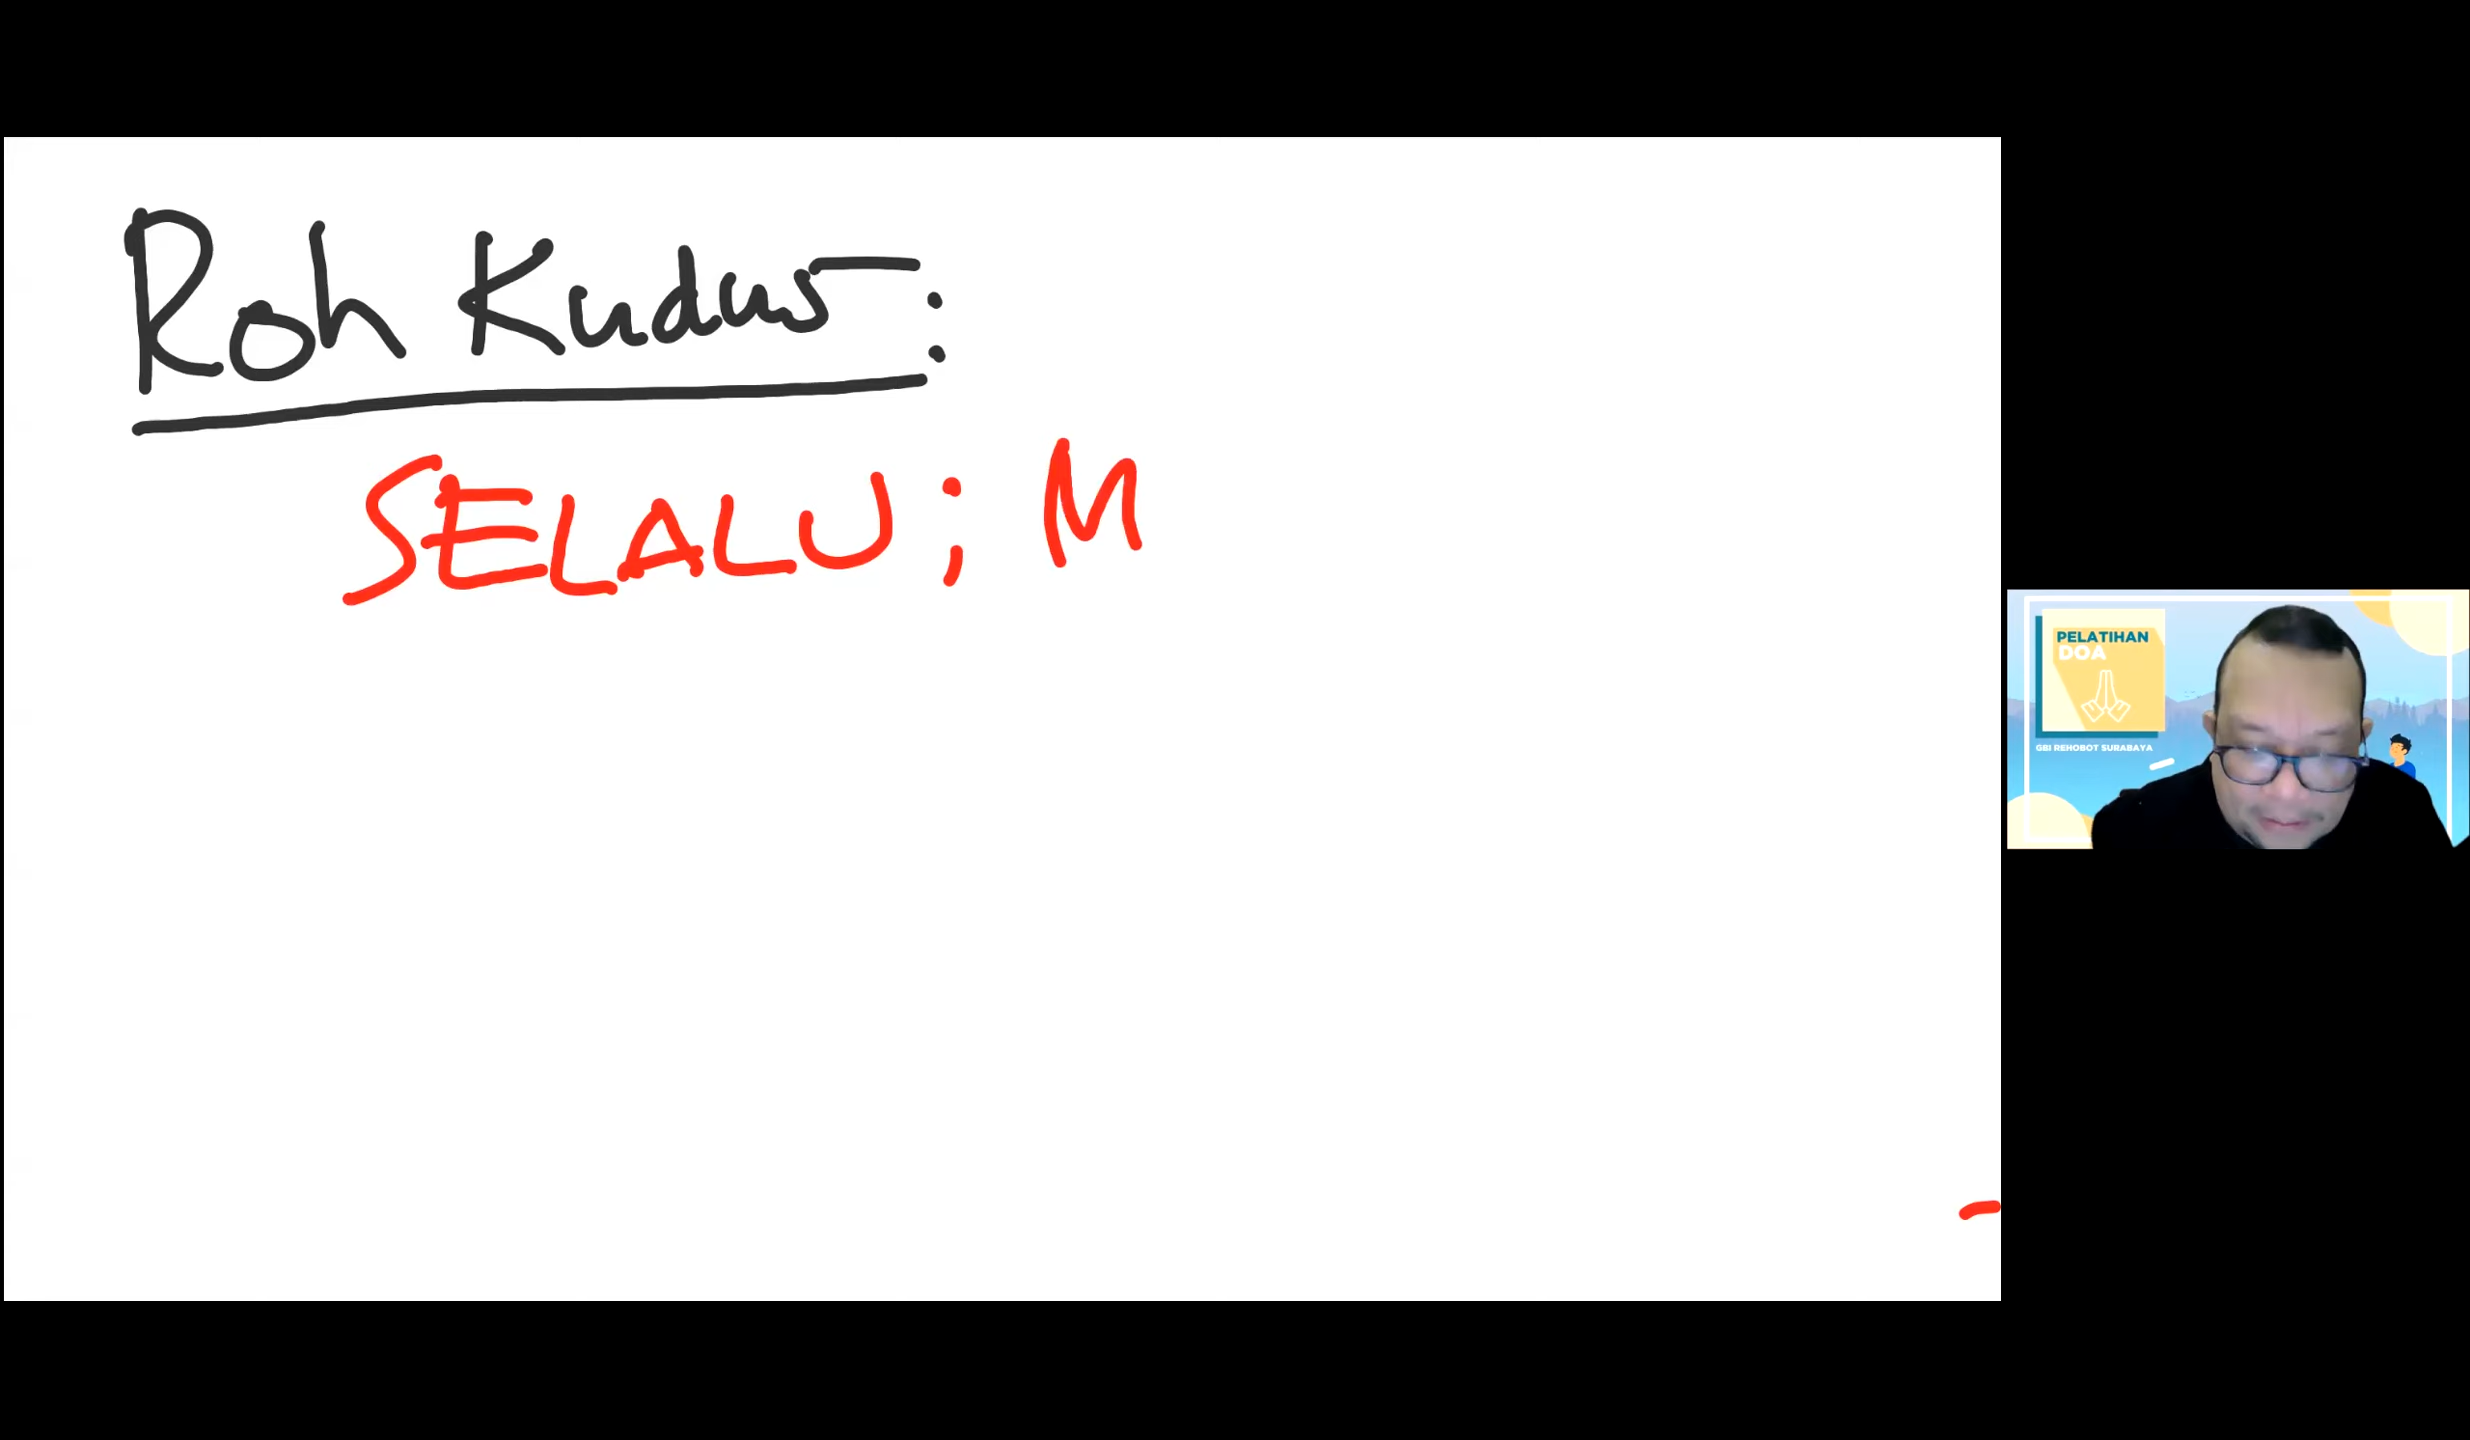 Roh Kudus:
SELALU; M
PELATIHAN
DOA
GBI REHOBOT SURABAYA